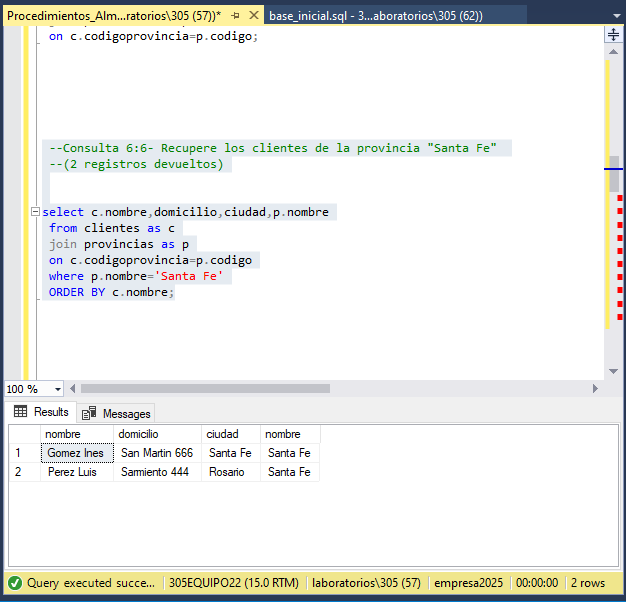 Procedimientos_Alm...ratorios\305 (57))* base_inicial.sql - 3...aboratorios\305 (62))
on c.codigoprovincia=p.codigo;
--Consulta 6:6- Recupere los clientes de la provincia "Santa Fe"
--(2 registros devueltos)
select c.nombre,domicilio,ciudad,p.nombre
from clientes as c
join provincias as p
on c.codigoprovincia=p.codigo
where p.nombre='Santa Fe'
ORDER BY c.nombre;
100 %
Results Messages
nombre domicilio ciudad nombre
1 Gomez Ines San Martin 666 Santa Fe Santa Fe
2 Perez Luis Sarmiento 444 Rosario Santa Fe
Query executed succe... 305EQUIPO22 (15.0 RTM) laboratorios\305 (57) empresa2025 00:00:00 2 rows